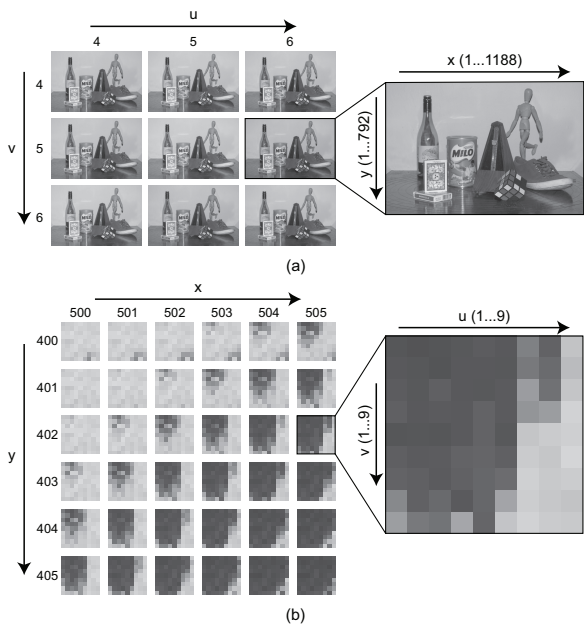 u
4 5 6
v
4
5
6
x (1...1188)
y (1...792)
MILO
(a)
x
500 501 502 503 504 505
y
400
401
402
403
404
405
u (1...9)
v (1...9)
(b)